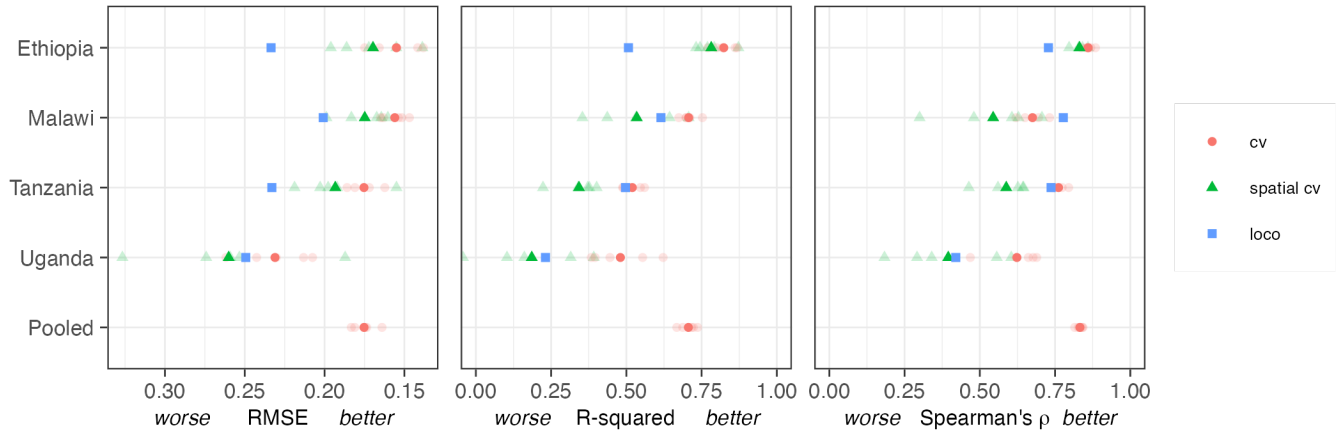 Ethiopia
Malawi
Tanzania
Uganda
Pooled
0.30 0.25 0.20 0.15
worse RMSE better
0.00 0.25 0.50 0.75 1.00
worse R-squared better
0.00 0.25 0.50 0.75 1.00
worse Spearman's ρ better
cv
spatial cv
loco